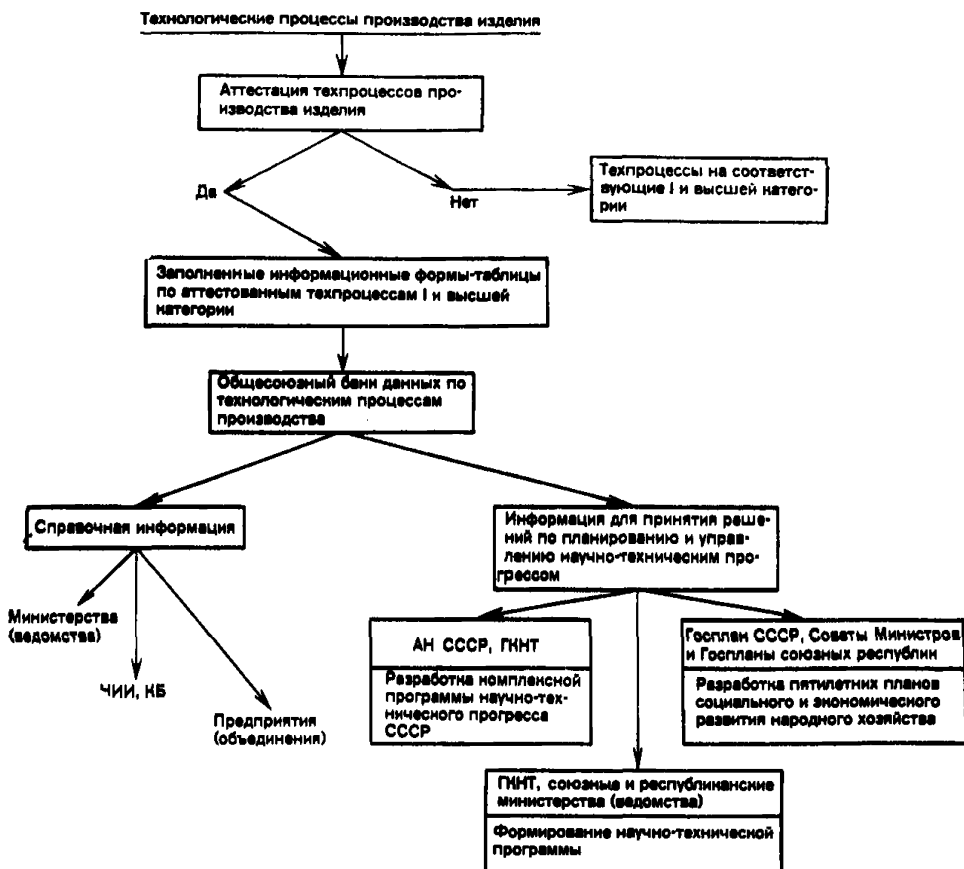 Технологические процессы производства изделия
Аттестация техпроцессов про-
изводства изделия
Да
Нет
Техпроцессы на соответст-
вующие I и высшей катего-
рии
Заполненные информационные формы-таблицы
по аттестованным техпроцессам I и высшей
категории
Общесоюзный бани данных по
технологическим процессам
производства
Справочная информация
Информация для принятия реше-
ний по планированию и управ-
лению научно-техническим про-
грессом
Министерства
(ведомства)
ЧИИ, КБ
Предприятия
(объединения)
АН СССР, ГКНТ
Разработка комплексной
программы научно-тех-
нического прогресса
СССР
Госплан СССР, Советы Министров
и Госпланы союзных республии
Разработка пятилетних планов
социального и экономического
развития народного хозяйства
ГКНТ, союзные и республиканские
министерства (ведомства)
Формирование научно-технической
программы